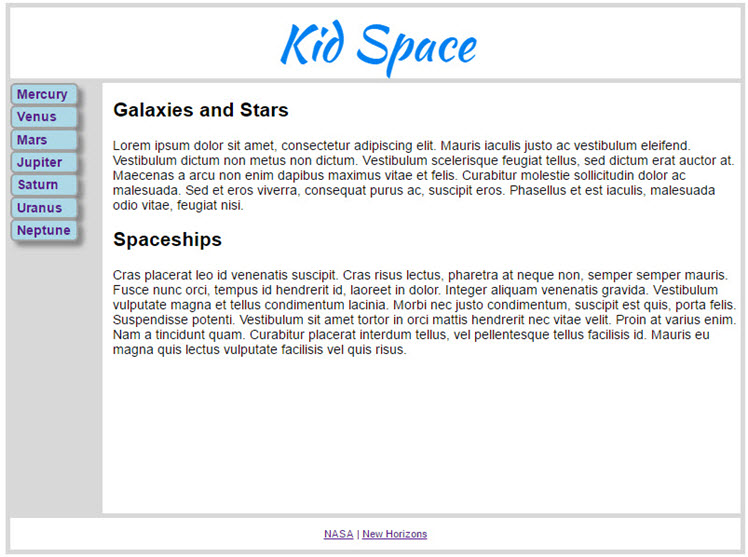 Kid Space
Mercury
Venus
Mars
Jupiter
Saturn
Uranus
Neptune
Galaxies and Stars
Lorem ipsum dolor sit amet, consectetur adipiscing elit. Mauris iaculis justo ac vestibulum eleifend.
Vestibulum dictum non metus non dictum. Vestibulum scelerisque feugiat tellus, sed dictum erat auctor at.
Maecenas a arcu non enim dapibus maximus vitae et felis. Curabitur molestie sollicitudin dolor ac
malesuada. Sed et eros viverra, consequat purus ac, suscipit eros. Phasellus et est iaculis, malesuada
odio vitae, feugiat nisi.
Spaceships
Cras placerat leo id venenatis suscipit. Cras risus lectus, pharetra at neque non, semper semper mauris.
Fusce nunc orci, tempus id hendrerit id, laoreet in dolor. Integer aliquam venenatis gravida. Vestibulum
vulputate magna et tellus condimentum lacinia. Morbi nec justo condimentum, suscipit est quis, porta felis.
Suspendisse potenti. Vestibulum sit amet tortor in orci mattis hendrerit nec vitae velit. Proin at varius enim.
Nam a tincidunt quam. Curabitur placerat interdum tellus, vel pellentesque tellus facilisis id. Mauris eu
magna quis lectus vulputate facilisis vel quis risus.
NASA | New Horizons